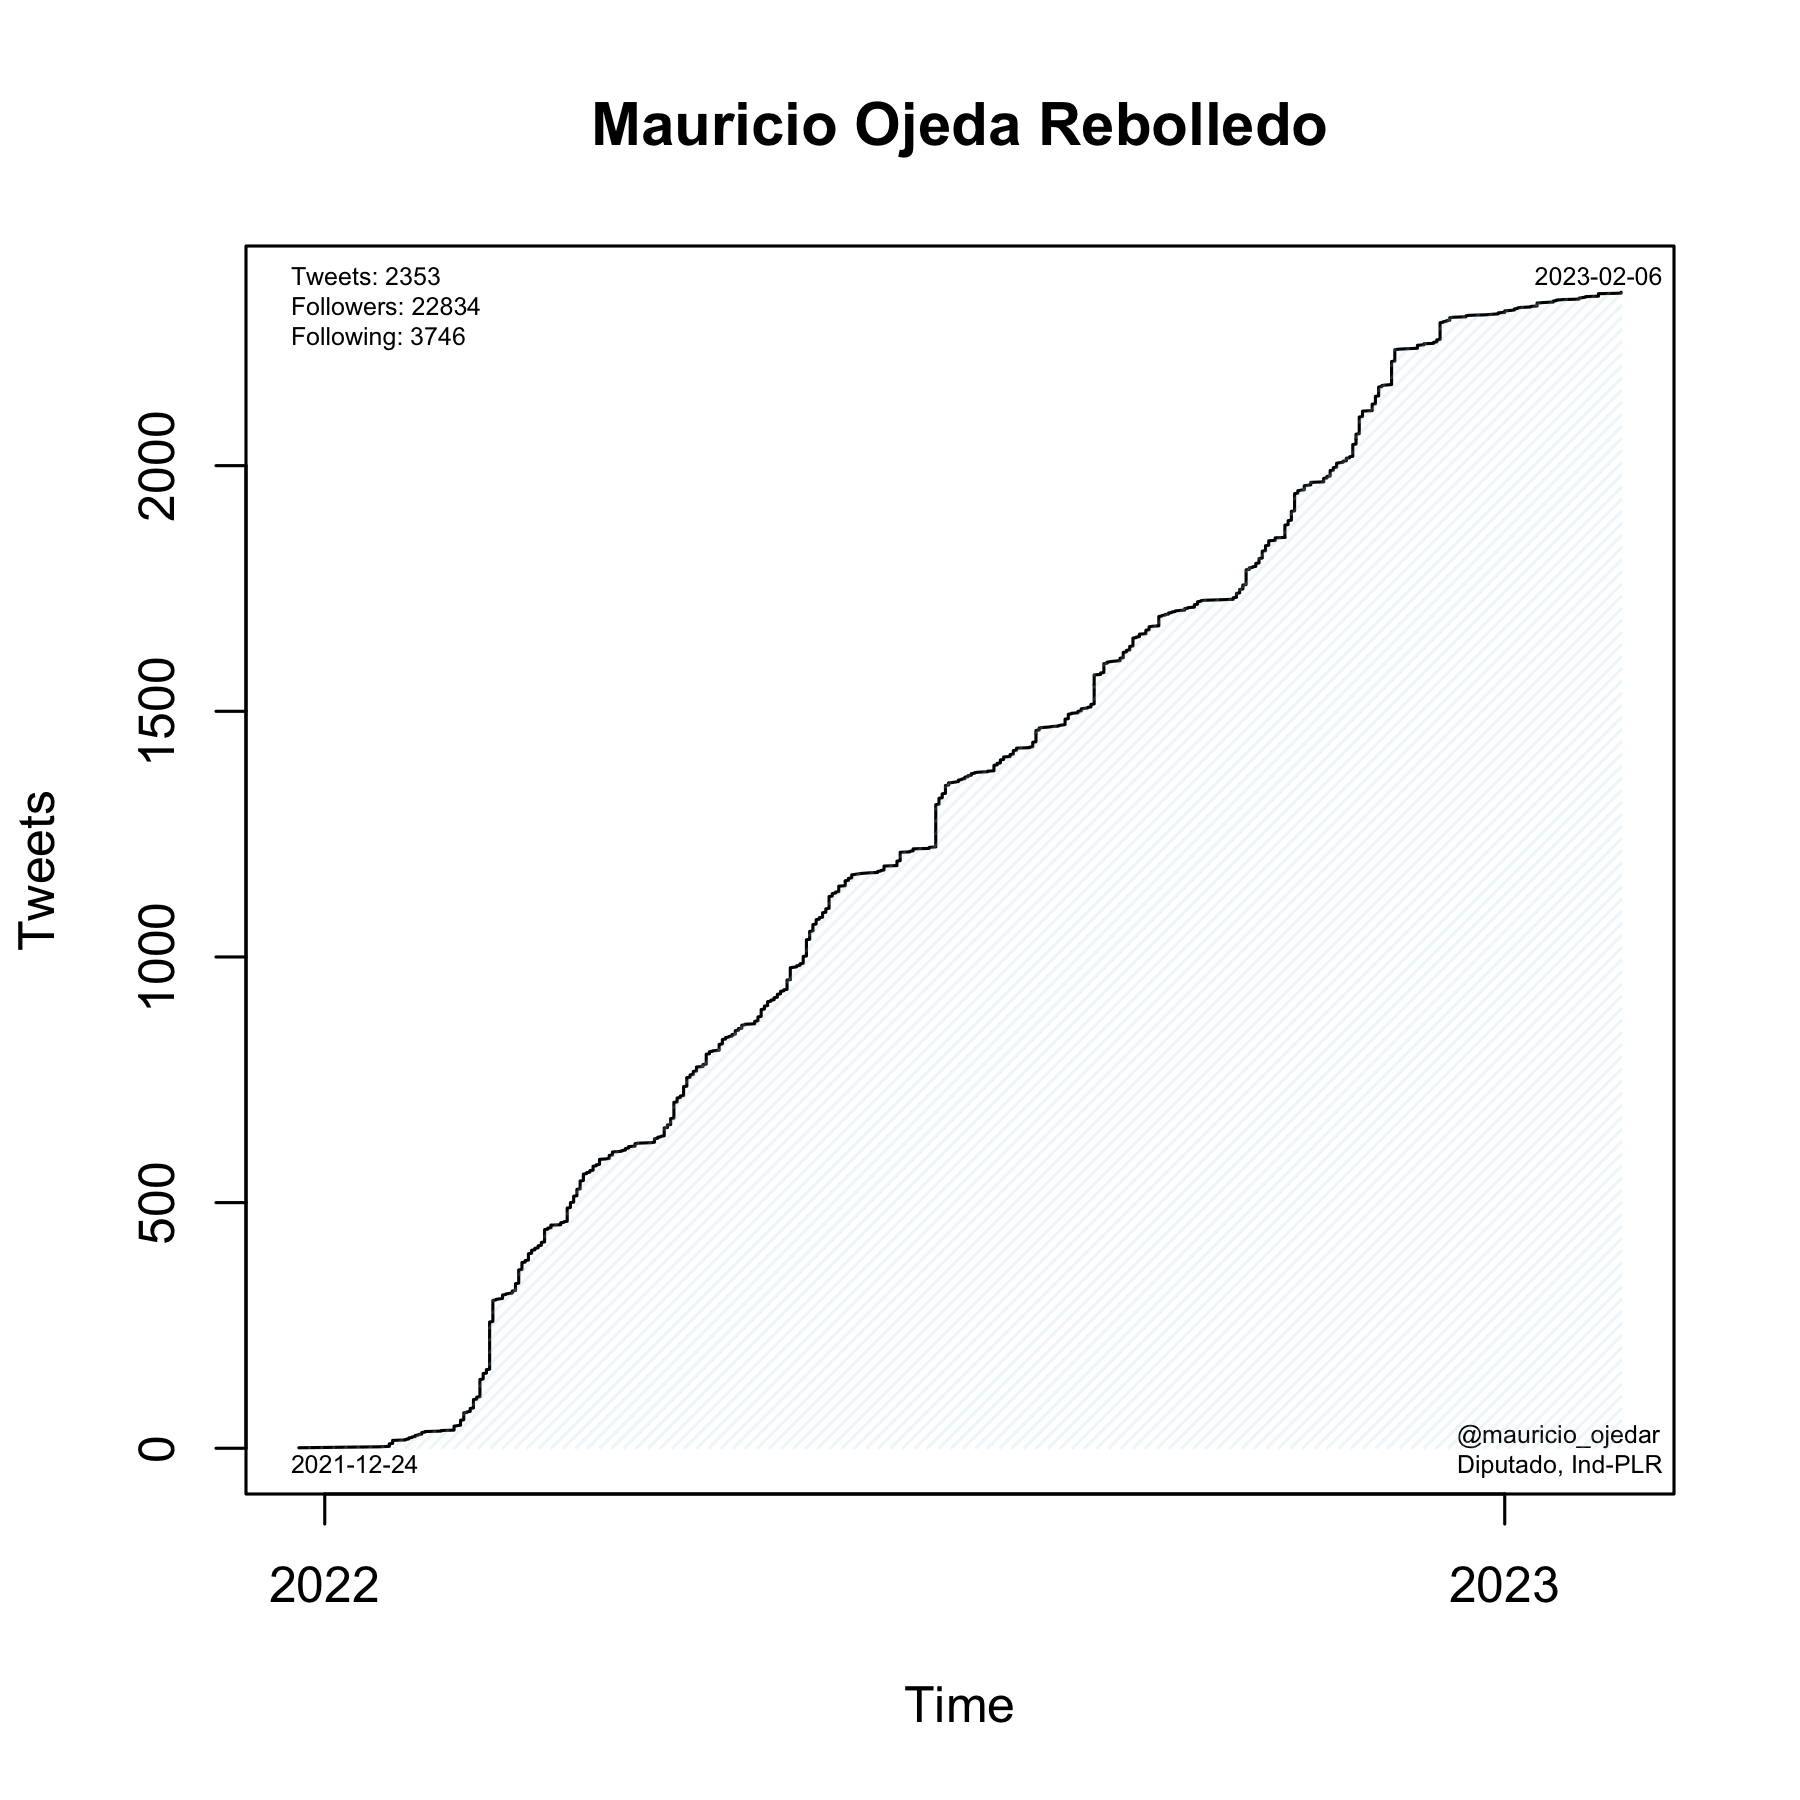 Mauricio Ojeda Rebolledo
Tweets: 2353
Followers: 22834
Following: 3746
2023-02-06
2000
1500
1000
500
0
Tweets
2021-12-24
@mauricio_ojedar
Diputado, Ind-PLR
2022
2023
Time